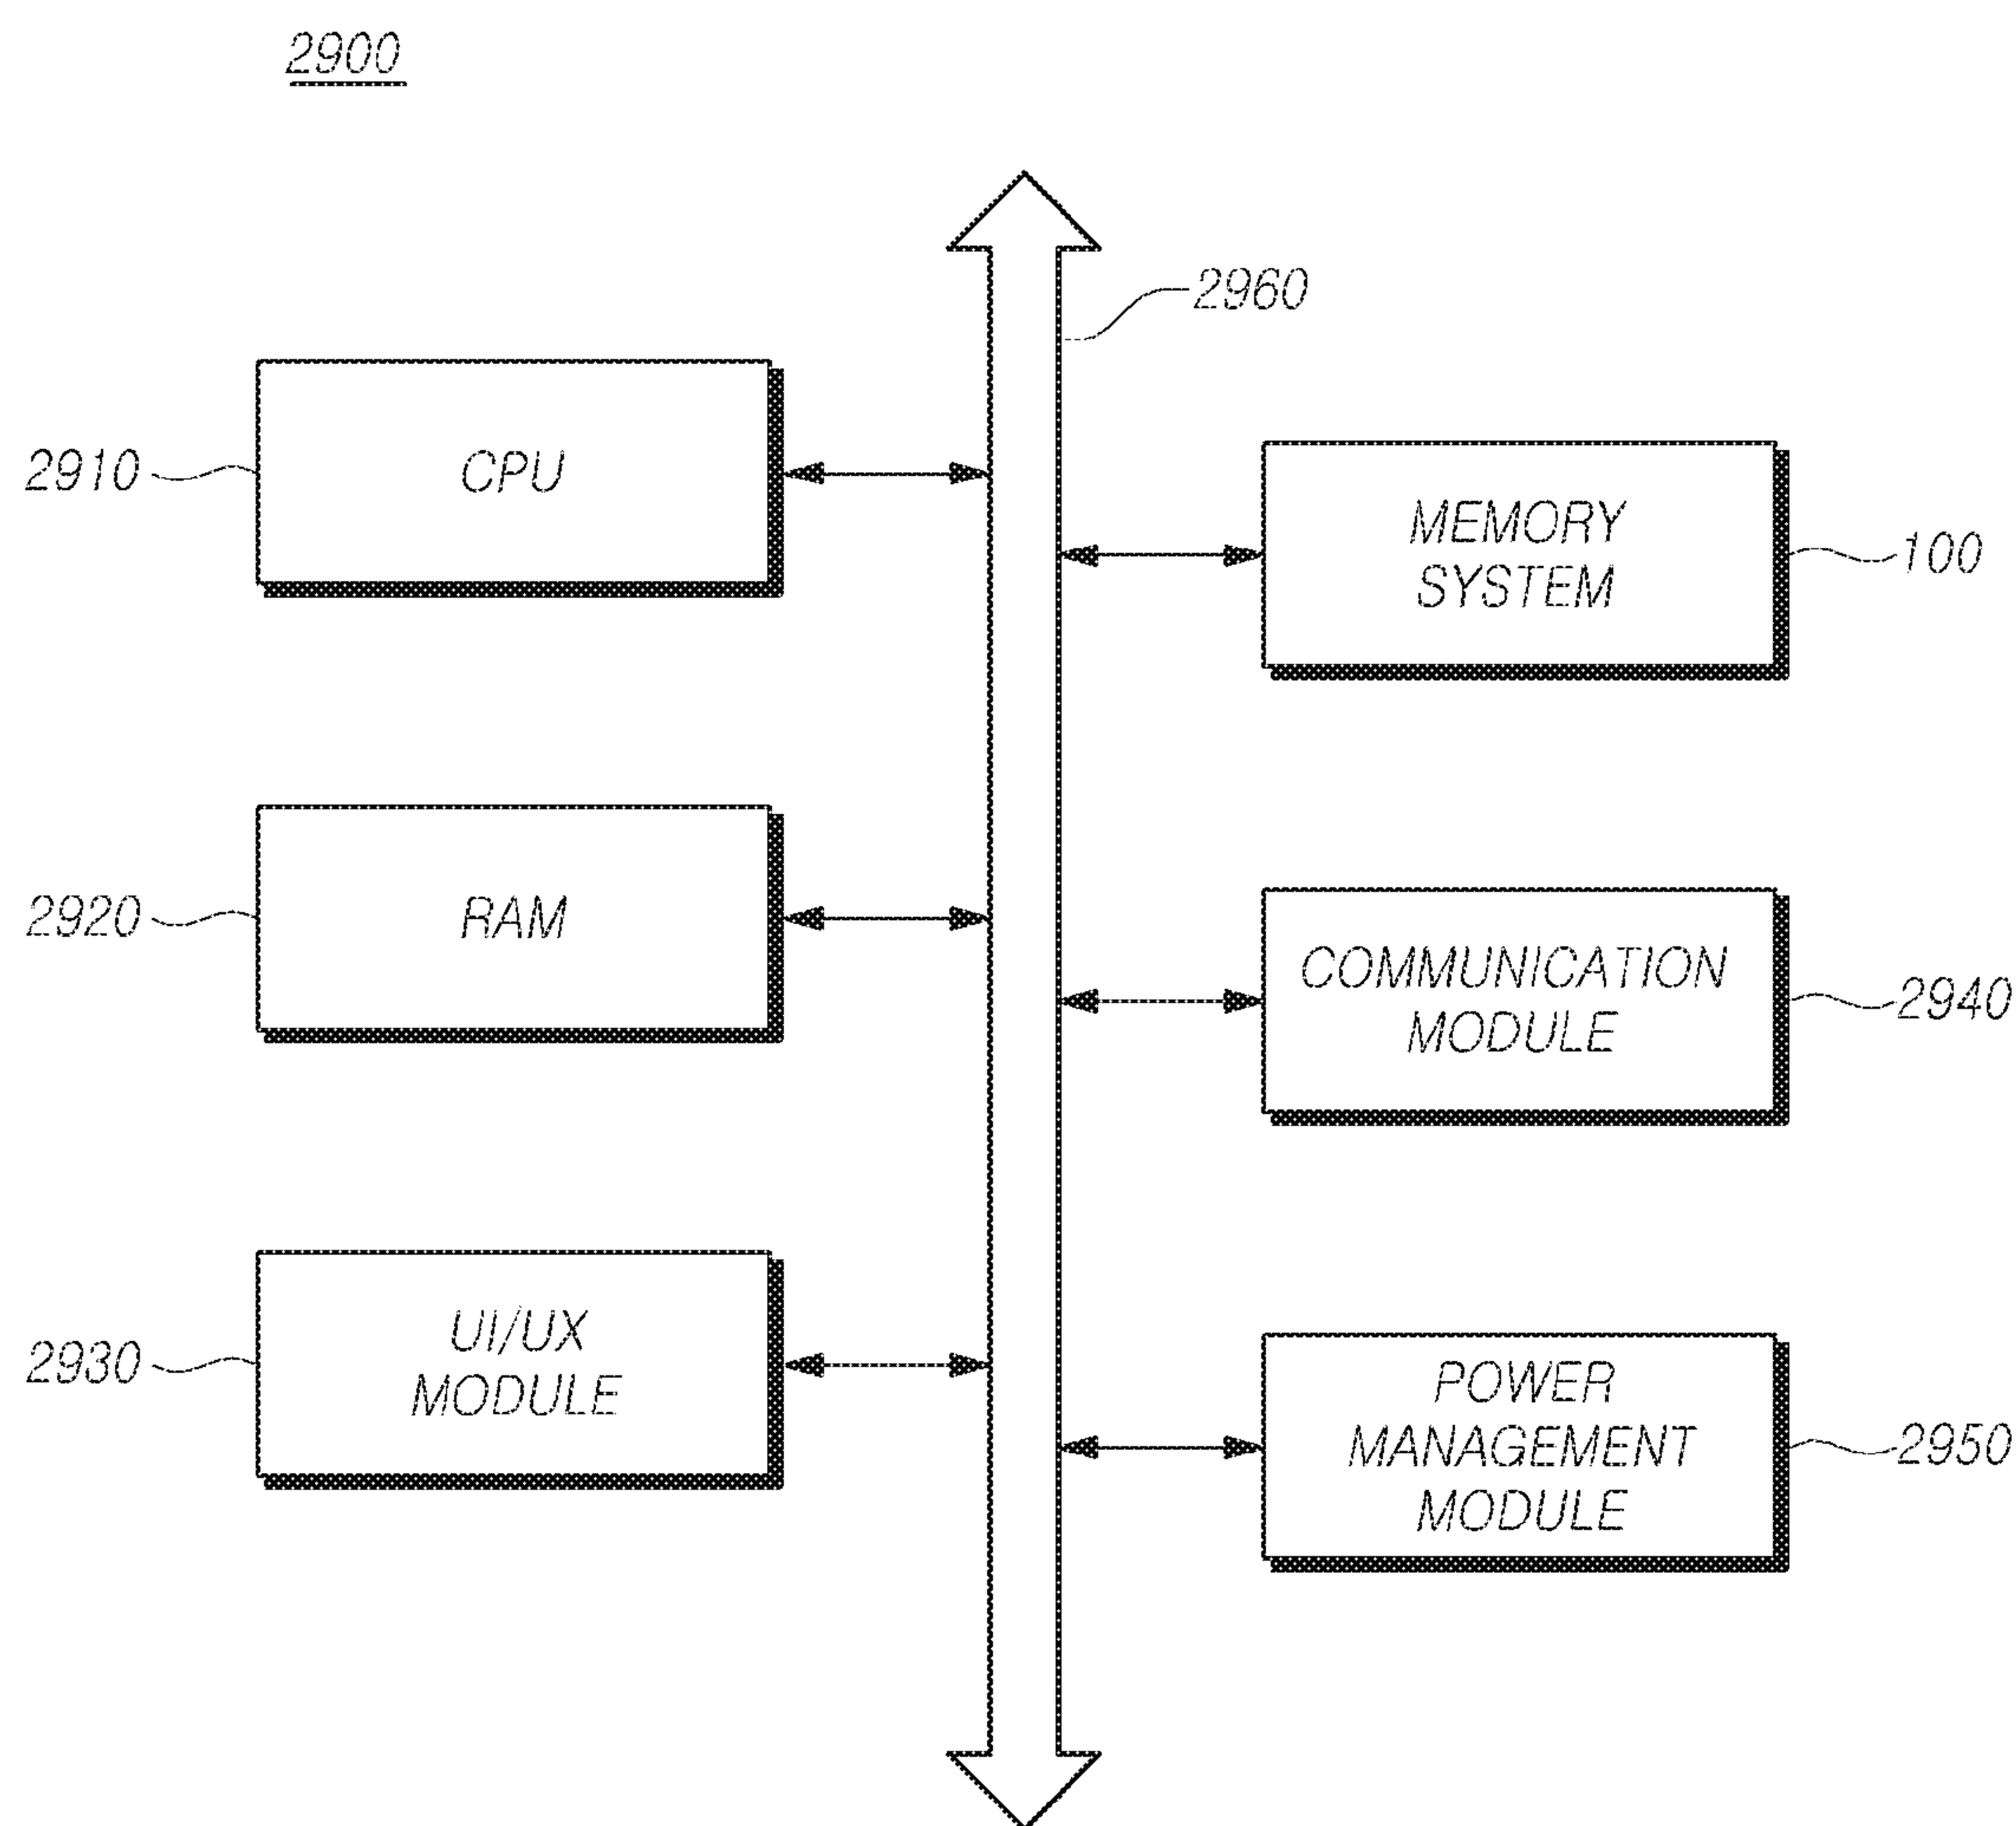 2900
2960
2910
CPU
MEMORY
SYSTEM
100
2920
RAM
COMMUNICATION
MODULE
2940
2930
UI/UX
MODULE
POWER
MANAGEMENT
MODULE
2950